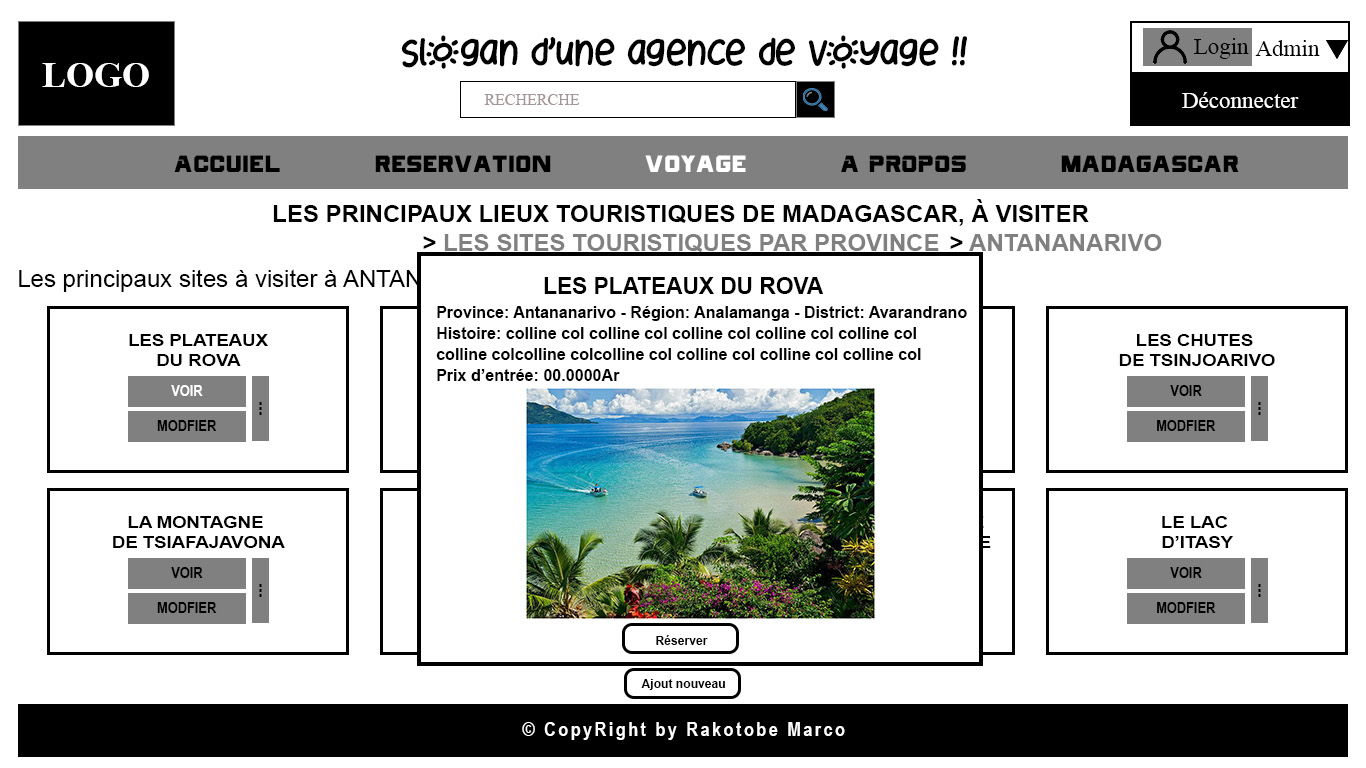 LOGO
slogan d'une agence de voyage !!
RECHERCHE
Login Admin
Déconnecter
ACCUIEL RESERVATION VOYAGE A PROPOS MADAGASCAR
LES PRINCIPAUX LIEUX TOURISTIQUES DE MADAGASCAR, À VISITER
> LES SITES TOURISTIQUES PAR PROVINCE > ANTANANARIVO
Les principaux sites à visiter à ANTAN
LES PLATEAUX DU ROVA
Province: Antananarivo - Région: Analamanga - District: Avarandrano
Histoire: colline col colline col colline col colline col colline col
colline colcolline colcolline col colline col colline col colline col
Prix d’entrée: 00.0000Ar
Réserver
LES PLATEAUX
DU ROVA
VOIR
MODFIER
LES CHUTES
DE TSINJOARIVO
VOIR
MODFIER
LA MONTAGNE
DE TSIAFAJAVONA
VOIR
MODFIER
E
LE LAC
D’ITASY
VOIR
MODFIER
Ajout nouveau
© CopyRight by Rakotobe Marco